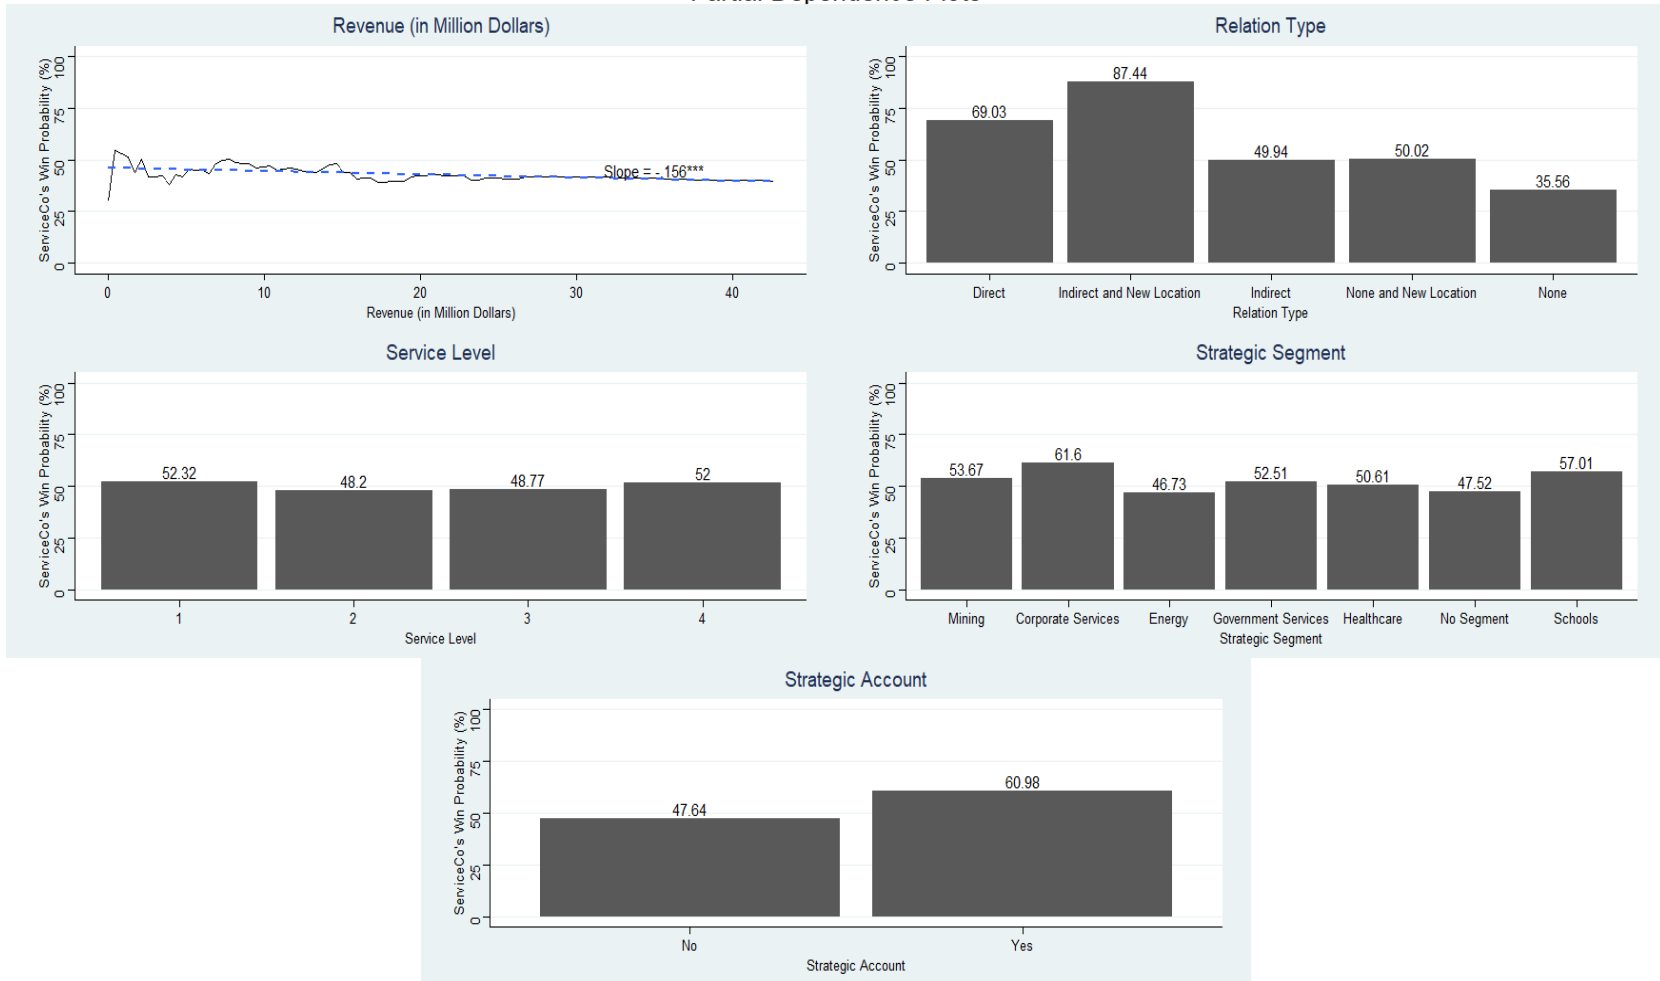 Partial Dependence Plots
Revenue (in Million Dollars)
ServiceCo's Win Probability (%)
100
75
50
25
0
Slope = -.156***
0 10 20 30 40
Revenue (in Million Dollars)
Relation Type
ServiceCo's Win Probability (%)
100
75
50
25
0
69.03 87.44 49.94 50.02 35.56
Direct Indirect and New Location Indirect None and New Location None
Relation Type
Service Level
ServiceCo's Win Probability (%)
100
75
50
25
0
52.32 48.2 48.77 52
1 2 3 4
Service Level
Strategic Segment
ServiceCo's Win Probability (%)
100
75
50
25
0
53.67 61.6 46.73 52.51 50.61 47.52 57.01
Mining Corporate Services Energy Government Services Healthcare No Segment Schools
Strategic Segment
Strategic Account
ServiceCo's Win Probability (%)
100
75
50
25
0
47.64 60.98
No Yes
Strategic Account